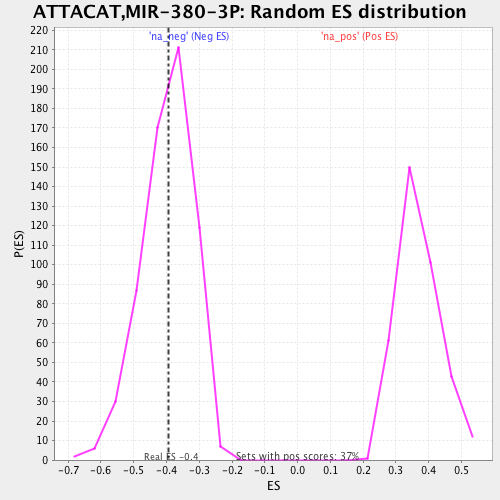 ATTACAT,MIR-380-3P: Random ES distribution
'na_neg' (Neg ES)
'na_pos' (Pos ES)
220
210
200
190
180
170
160
150
140
130
120
110
100
90
80
70
60
50
40
30
20
10
0
P(ES)
Real ES -0.4
Sets with pos scores: 37%
-0.7 -0.6 -0.5 -0.4 -0.3 -0.2 -0.1 0.0 0.1 0.2 0.3 0.4 0.5
ES